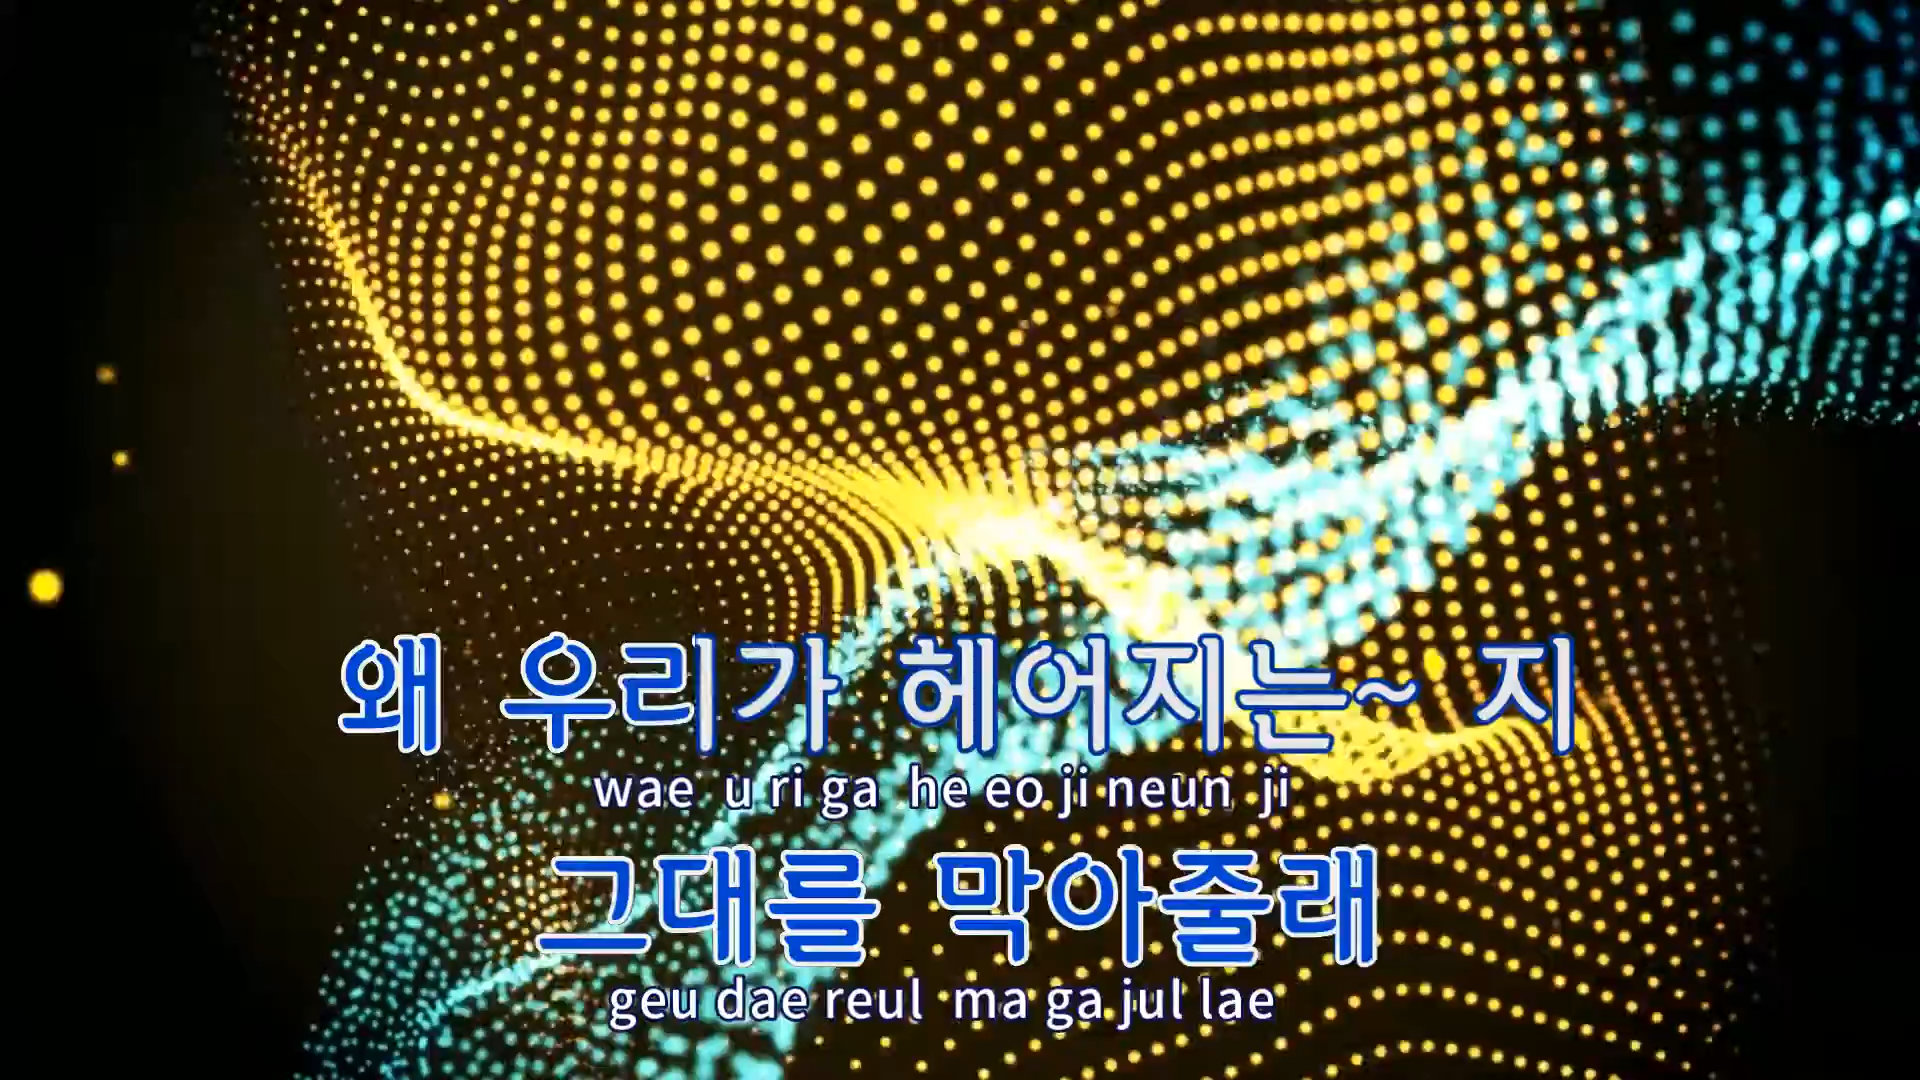 왜 우리가 헤어지는~ 지
wae u ri ga he eo ji neun ji
그대를 막아줄래
geu dae reul ma ga jul lae